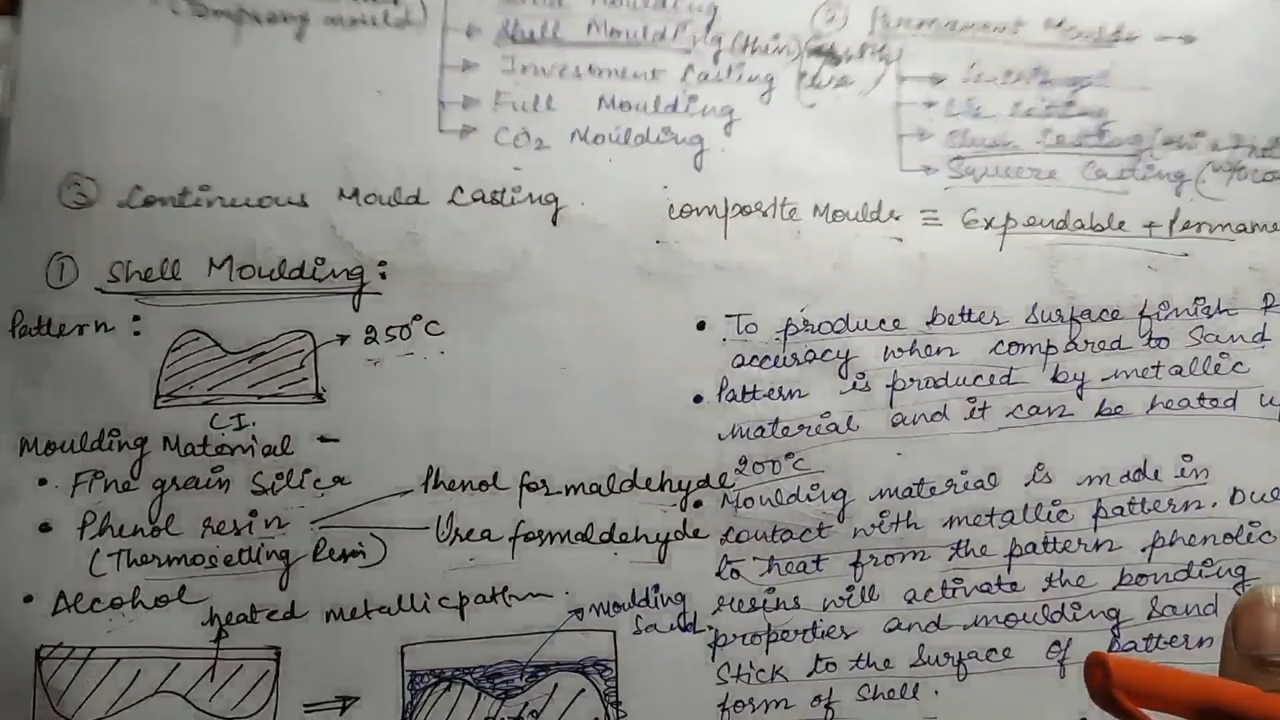 Moulding
Shell Moulding (thin)
Investment Casting
Full Moulding
CO2 Moulding
Squeeze Casting
③ Continuous Mould Casting.
Composite Moulds ≡ Expendable +
① Shell Moulding:
Pattern:
250°C
C.I.
Moulding Material -
• Fine grain Silica
• Phenol resin
(Thermosetting Resin)
• Alcohol
Phenol formaldehyde
Urea formaldehyde
heated metallic pattern.
moulding
sand.
• To produce better Surface finish
accuracy when compared to Sand
• Pattern is produced by metallic
material and it can be heated
200°C
• Moulding material is made in
contact with metallic pattern. Due
to heat from the pattern phenolic
resins will activate the bonding
properties and moulding Sand
Stick to the Surface of pattern
form of Shell.